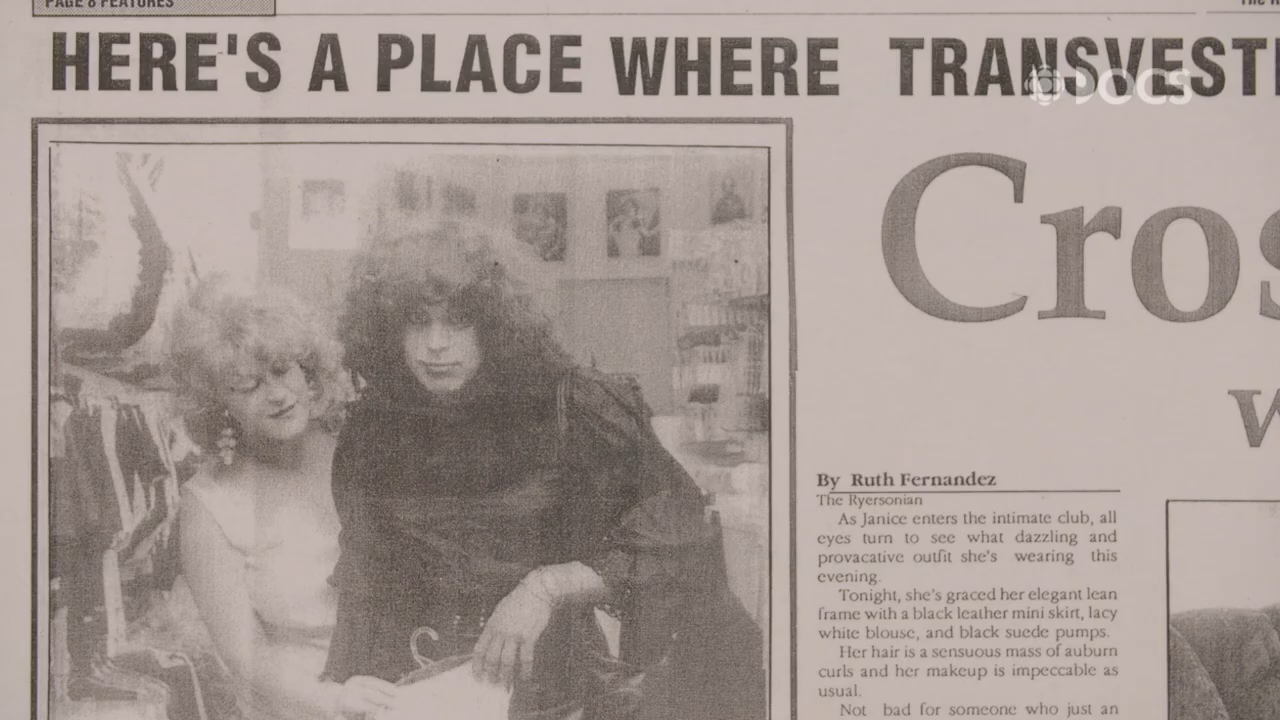 PAGE 8 FEATURES
HERE'S A PLACE WHERE TRANSVESTI
DOCS
Cros
w
By Ruth Fernandez
The Ryersonian
As Janice enters the intimate club, all
eyes turn to see what dazzling and
provacative outfit she's wearing this
evening.
Tonight, she's graced her elegant lean
frame with a black leather mini skirt, lacy
white blouse, and black suede pumps.
Her hair is a sensuous mass of auburn
curls and her makeup is impeccable as
usual.
Not bad for someone who just an